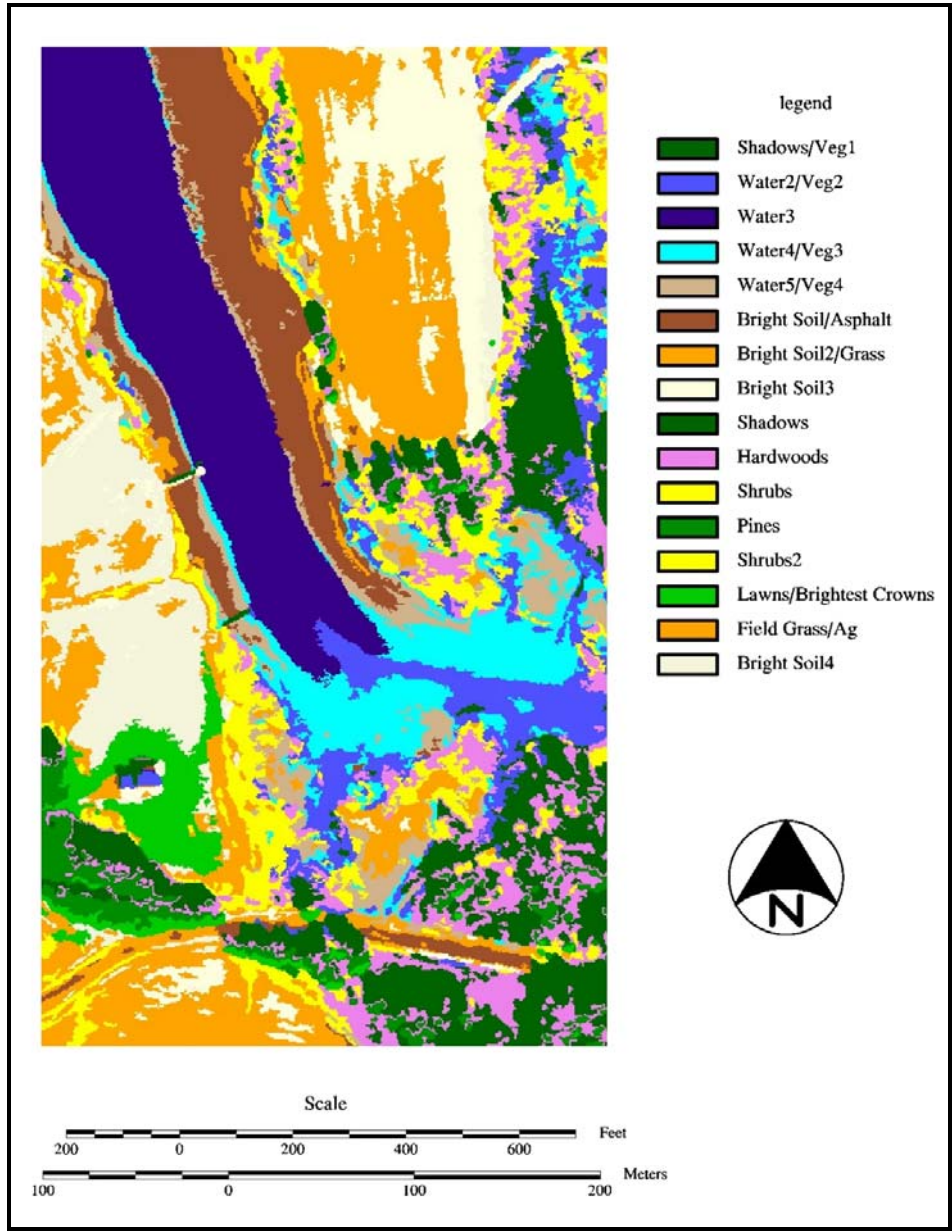 legend
Shadows/Veg1
Water2/Veg2
Water3
Water4/Veg3
Water5/Veg4
Bright Soil/Asphalt
Bright Soil2/Grass
Bright Soil3
Shadows
Hardwoods
Shrubs
Pines
Shrubs2
Lawns/Brightest Crowns
Field Grass/Ag
Bright Soil4
N
Scale
Feet
200 0 200 400 600
Meters
100 0 100 200